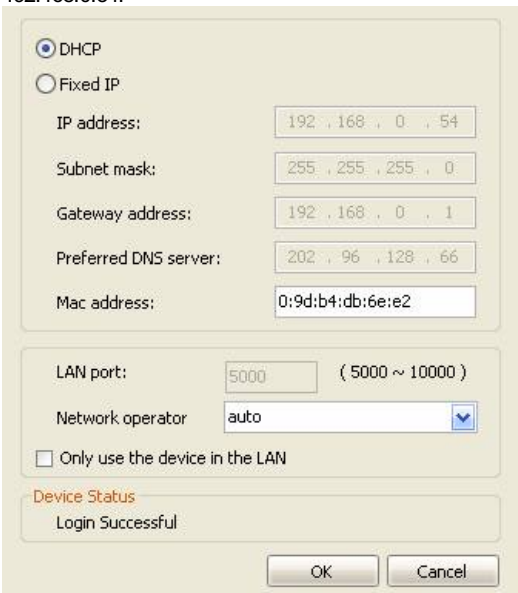 DHCP
Fixed IP
IP address: 192 . 168 . 0 . 54
Subnet mask: 255 . 255 . 255 . 0
Gateway address: 192 . 168 . 0 . 1
Preferred DNS server: 202 . 96 . 128 . 66
Mac address: 0:9d:b4:db:6e:e2
LAN port: 5000 ( 5000 ~ 10000 )
Network operator auto
Only use the device in the LAN
Device Status
Login Successful
OK Cancel